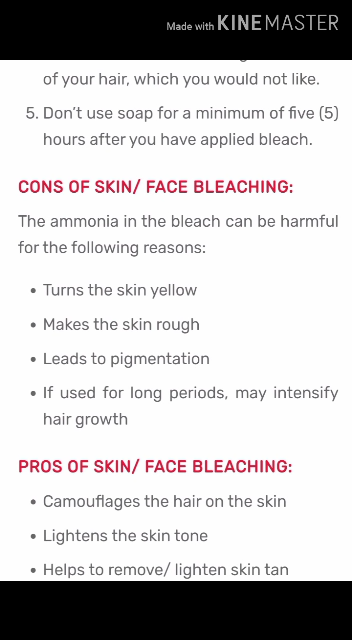 Made with KINEMASTER
of your hair, which you would not like.
5. Don't use soap for a minimum of five (5)
hours after you have applied bleach.
CONS OF SKIN/ FACE BLEACHING:
The ammonia in the bleach can be harmful
for the following reasons:
• Turns the skin yellow
• Makes the skin rough
• Leads to pigmentation
• If used for long periods, may intensify
hair growth
PROS OF SKIN/ FACE BLEACHING:
• Camouflages the hair on the skin
• Lightens the skin tone
• Helps to remove/ lighten skin tan